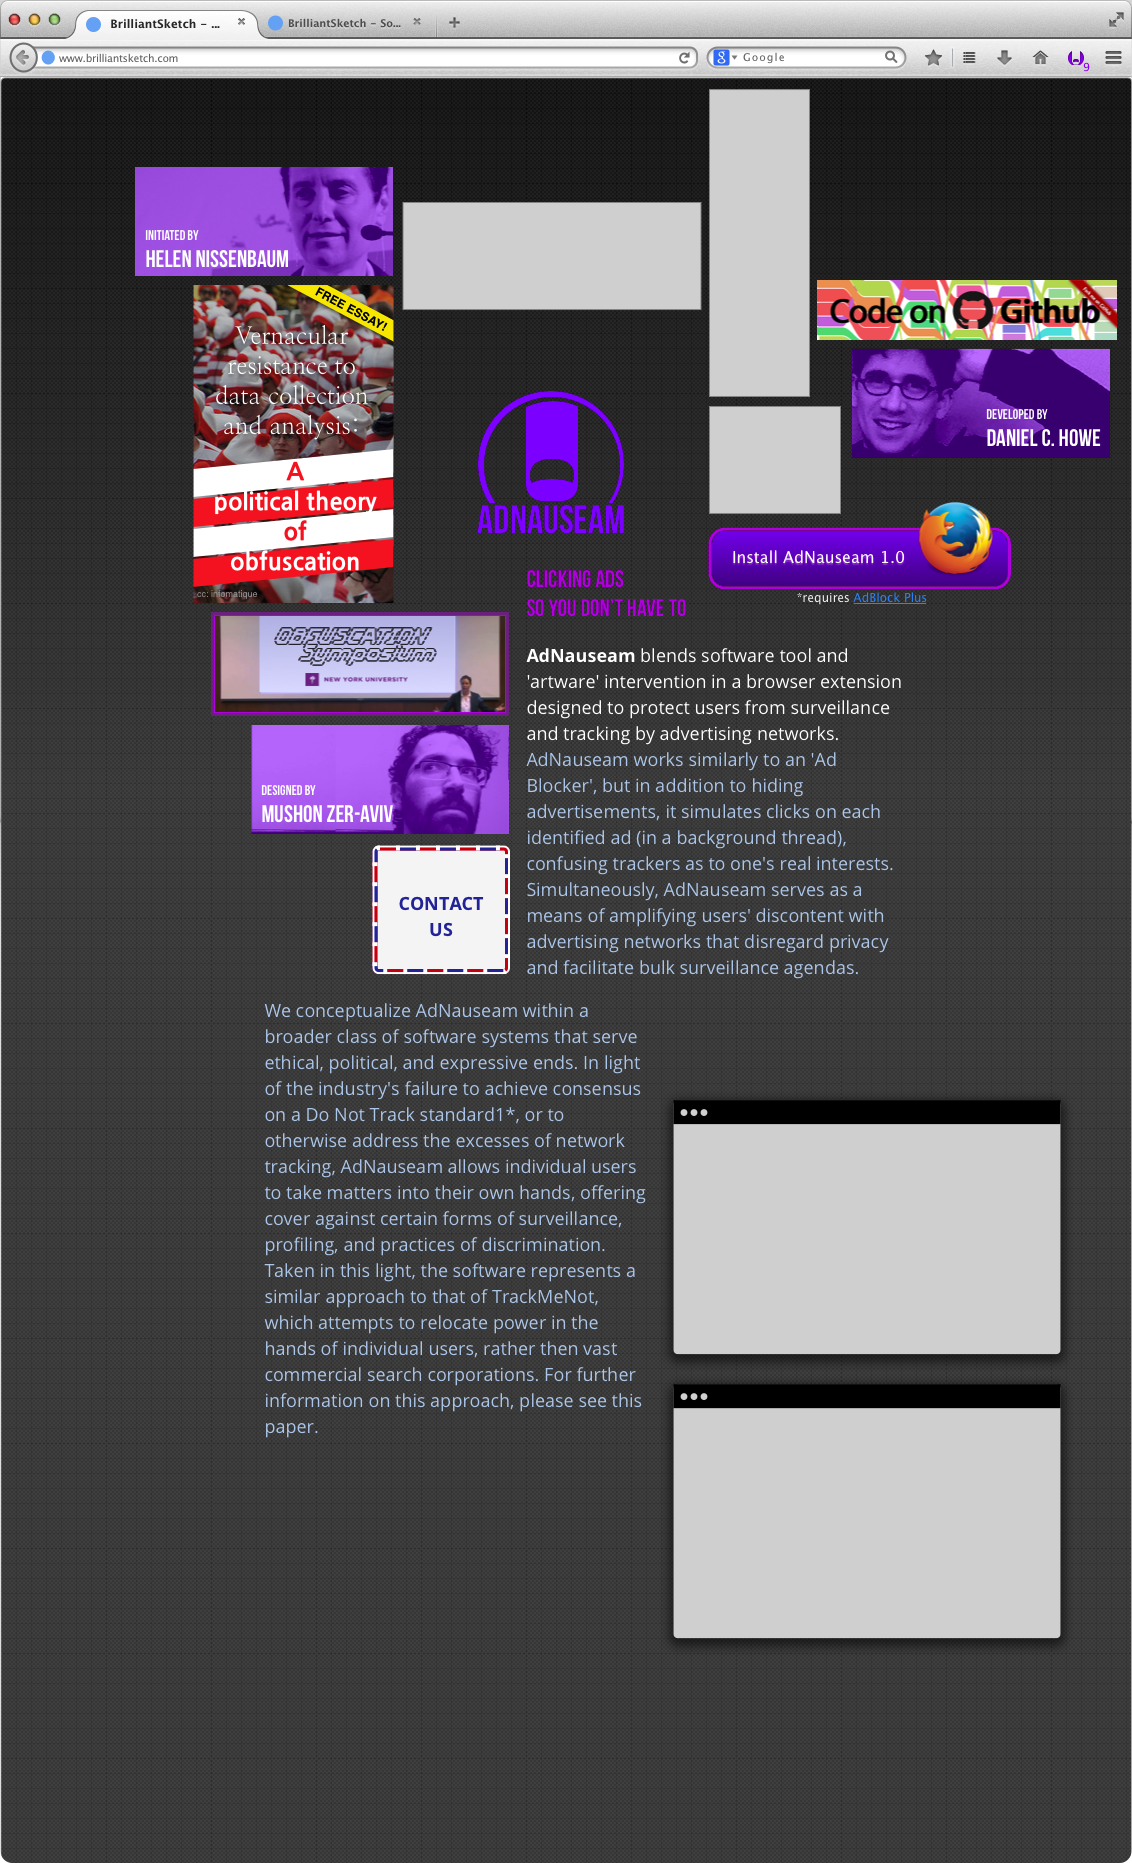 BrilliantSketch – ...
BrilliantSketch – So...
www.brilliantsketch.com
Google
9
INITIATED BY
HELEN NISSENBAUM
FREE ESSAY!
Vernacular
resistance to
data collection
and analysis:
A
political theory
of
obfuscation
cc: infomatique
OBFUSCATION
Symposium
NEW YORK UNIVERSITY
DESIGNED BY
MUSHON ZER-AVIV
CONTACT
US
ADNAUSEAM
CLICKING ADS
SO YOU DON'T HAVE TO
Code on Github
DEVELOPED BY
DANIEL C. HOWE
Install AdNauseam 1.0
*requires AdBlock Plus
AdNauseam blends software tool and
'artware' intervention in a browser extension
designed to protect users from surveillance
and tracking by advertising networks.
AdNauseam works similarly to an 'Ad
Blocker', but in addition to hiding
advertisements, it simulates clicks on each
identified ad (in a background thread),
confusing trackers as to one's real interests.
Simultaneously, AdNauseam serves as a
means of amplifying users' discontent with
advertising networks that disregard privacy
and facilitate bulk surveillance agendas.
We conceptualize AdNauseam within a
broader class of software systems that serve
ethical, political, and expressive ends. In light
of the industry's failure to achieve consensus
on a Do Not Track standard1*, or to
otherwise address the excesses of network
tracking, AdNauseam allows individual users
to take matters into their own hands, offering
cover against certain forms of surveillance,
profiling, and practices of discrimination.
Taken in this light, the software represents a
similar approach to that of TrackMeNot,
which attempts to relocate power in the
hands of individual users, rather then vast
commercial search corporations. For further
information on this approach, please see this
paper.